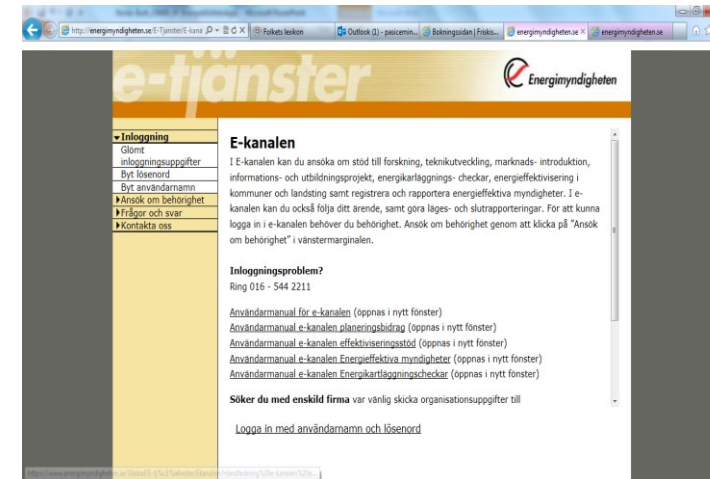 http://energimyndigheten.se/E-Tjanster/E-kana
Folkets lexikon
Outlook (1) - pesicemin...
Bokningssidan | Friskis...
energimyndigheten.se
energimyndigheten.se
e-tjänster
Energimyndigheten
Inloggning
Glömt
inloggningsuppgifter
Byt lösenord
Byt användarnamn
Ansök om behörighet
Frågor och svar
Kontakta oss
E-kanalen
I E-kanalen kan du ansöka om stöd till forskning, teknikutveckling, marknads- introduktion,
informations- och utbildningsprojekt, energikarläggnings- checkar, energieffektivisering i
kommuner och landsting samt registrera och rapportera energieffektiva myndigheter. I e-
kanalen kan du också följa ditt ärende, samt göra läges- och slutrapporteringar. För att kunna
logga in i e-kanalen behöver du behörighet. Ansök om behörighet genom att klicka på "Ansök
om behörighet" i vänstermarginalen.
Inloggningsproblem?
Ring 016 - 544 2211
Användarmanual för e-kanalen (öppnas i nytt fönster)
Användarmanual e-kanalen planeringsbidrag (öppnas i nytt fönster)
Användarmanual e-kanalen effektiviseringsstöd (öppnas i nytt fönster)
Användarmanual e-kanalen Energieffektiva myndigheter (öppnas i nytt fönster)
Användarmanual e-kanalen Energikartläggningscheckar (öppnas i nytt fönster)
Söker du med enskild firma var vänlig skicka organisationsuppgifter till
Logga in med användarnamn och lösenord